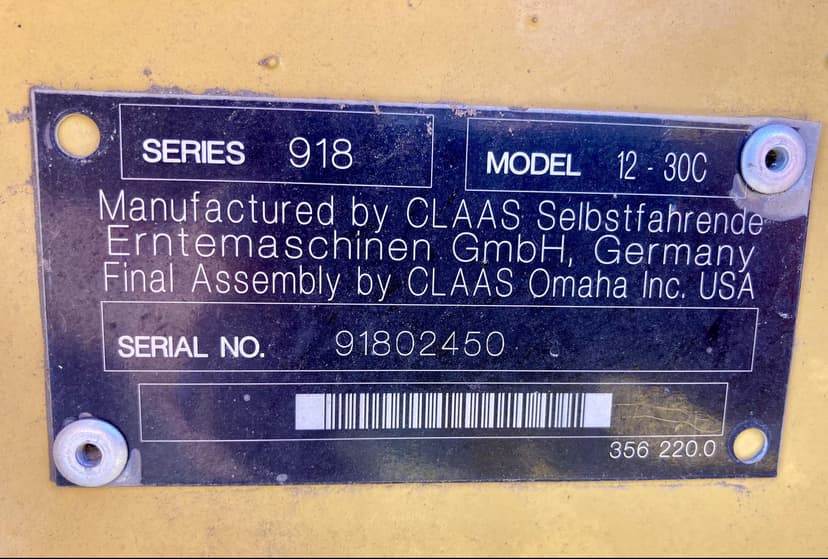 SERIES 918 MODEL 12 - 30C
Manufactured by CLAAS Selbstfahrende
Erntemaschinen GmbH, Germany
Final Assembly by CLAAS Omaha Inc. USA
SERIAL NO. 91802450
356 220.0